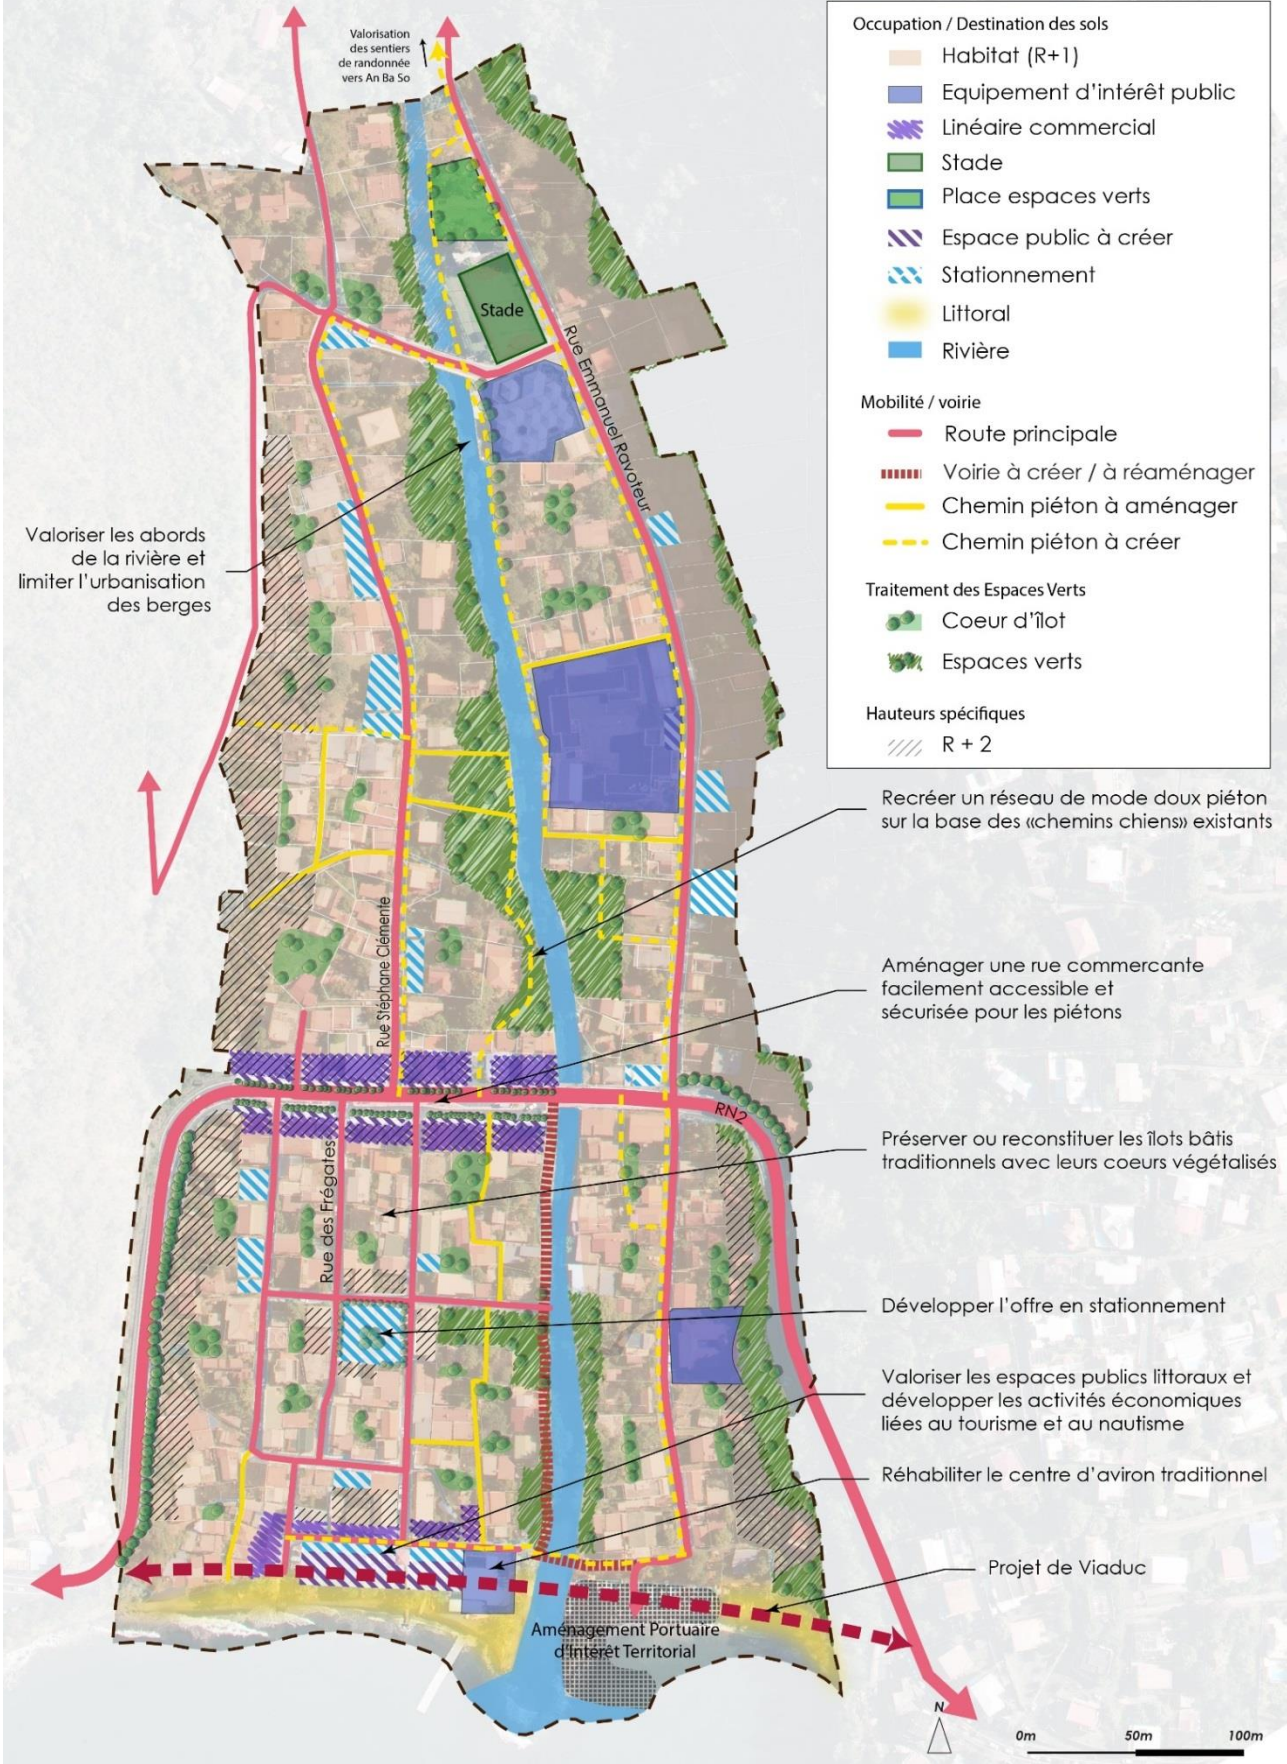 Valorisation
des sentiers
de randonnée
vers An Ba So
Occupation / Destination des sols
Habitat (R+1)
Equipement d'intérêt public
Linéaire commercial
Stade
Place espaces verts
Espace public à créer
Stationnement
Littoral
Rivière
Mobilité / voirie
Route principale
Voirie à créer / à réaménager
Chemin piéton à aménager
Chemin piéton à créer
Traitement des Espaces Verts
Coeur d'îlot
Espaces verts
Hauteurs spécifiques
R + 2
Stade
Rue Emmanuel Ravoteur
Valoriser les abords
de la rivière et
limiter l'urbanisation
des berges
Recréer un réseau de mode doux piéton
sur la base des «chemins chiens» existants
Rue Stéphane Clémente
Aménager une rue commercante
facilement accessible et
sécurisée pour les piétons
RN2
Préserver ou reconstituer les îlots bâtis
traditionnels avec leurs coeurs végétalisés
Rue des Frégates
Développer l'offre en stationnement
Valoriser les espaces publics littoraux et
développer les activités économiques
liées au tourisme et au nautisme
Réhabiliter le centre d'aviron traditionnel
Projet de Viaduc
Aménagement Portuaire
d'Intérêt Territorial
N
0m 50m 100m